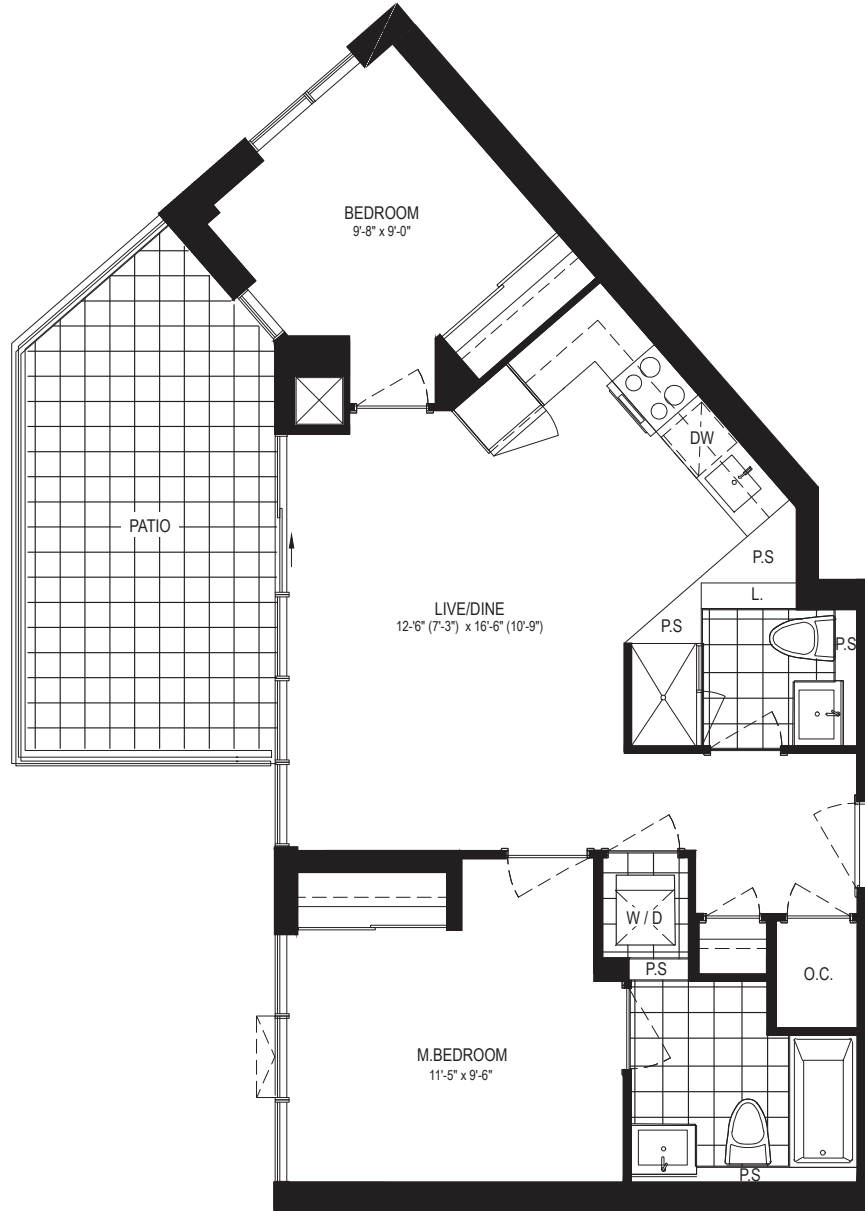 BEDROOM
9'-8" x 9'-0"
DW
PATIO
P.S
L.
LIVE/DINE
12-'6" (7'-3") x 16'-6" (10'-9")
P.S
P.S
W / D
P.S
O.C.
M.BEDROOM
11'-5" x 9'-6"
P.S